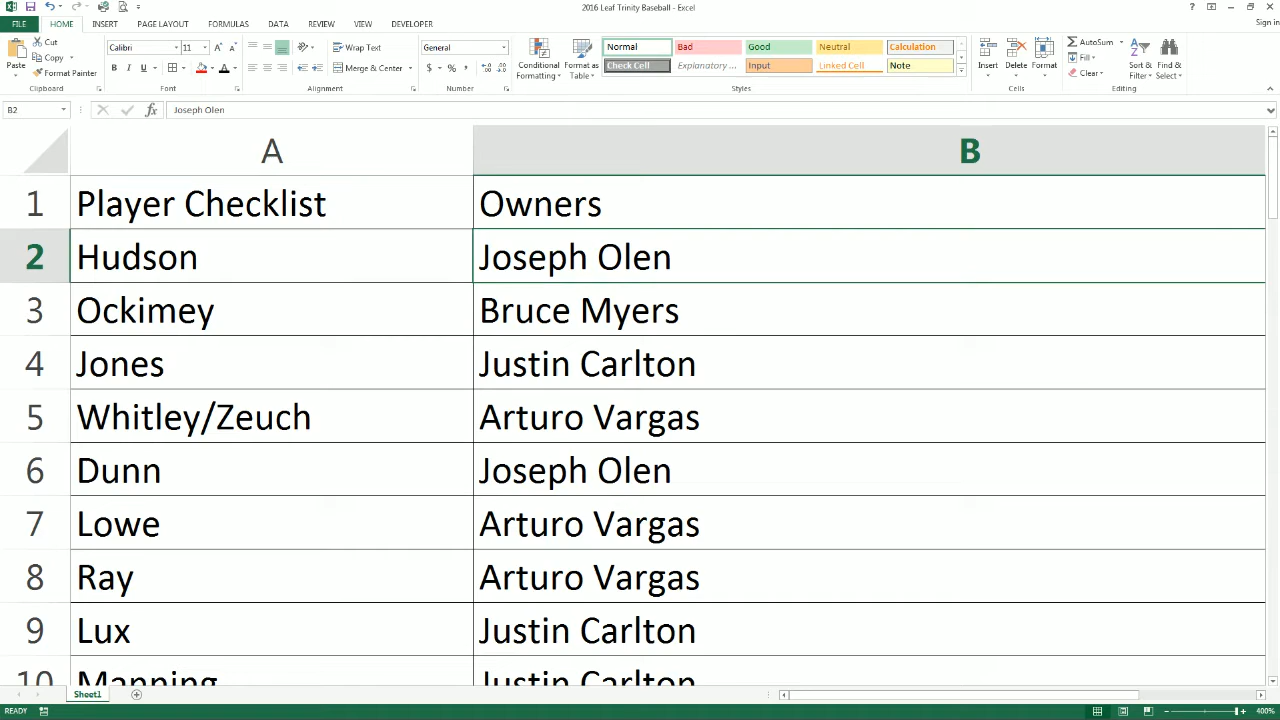 2016 Leaf Trinity Baseball - Excel
Sign in
FILE HOME INSERT PAGE LAYOUT FORMULAS DATA REVIEW VIEW DEVELOPER
Paste
Cut
Copy
Format Painter
Clipboard
Calibri 11
B I U
Font
Wrap Text
Merge & Center
Alignment
General
$ % ,
Number
Conditional Formatting
Format as Table
Normal Bad Good Neutral Calculation
Check Cell Explanatory ... Input Linked Cell Note
Styles
Insert Delete Format
Cells
AutoSum
Fill
Clear
Sort & Filter
Find & Select
Editing
B2 fx Joseph Olen
A B
1 Player Checklist Owners
2 Hudson Joseph Olen
3 Ockimey Bruce Myers
4 Jones Justin Carlton
5 Whitley/Zeuch Arturo Vargas
6 Dunn Joseph Olen
7 Lowe Arturo Vargas
8 Ray Arturo Vargas
9 Lux Justin Carlton
10 Manning Justin Carlton
Sheet1
READY
400%